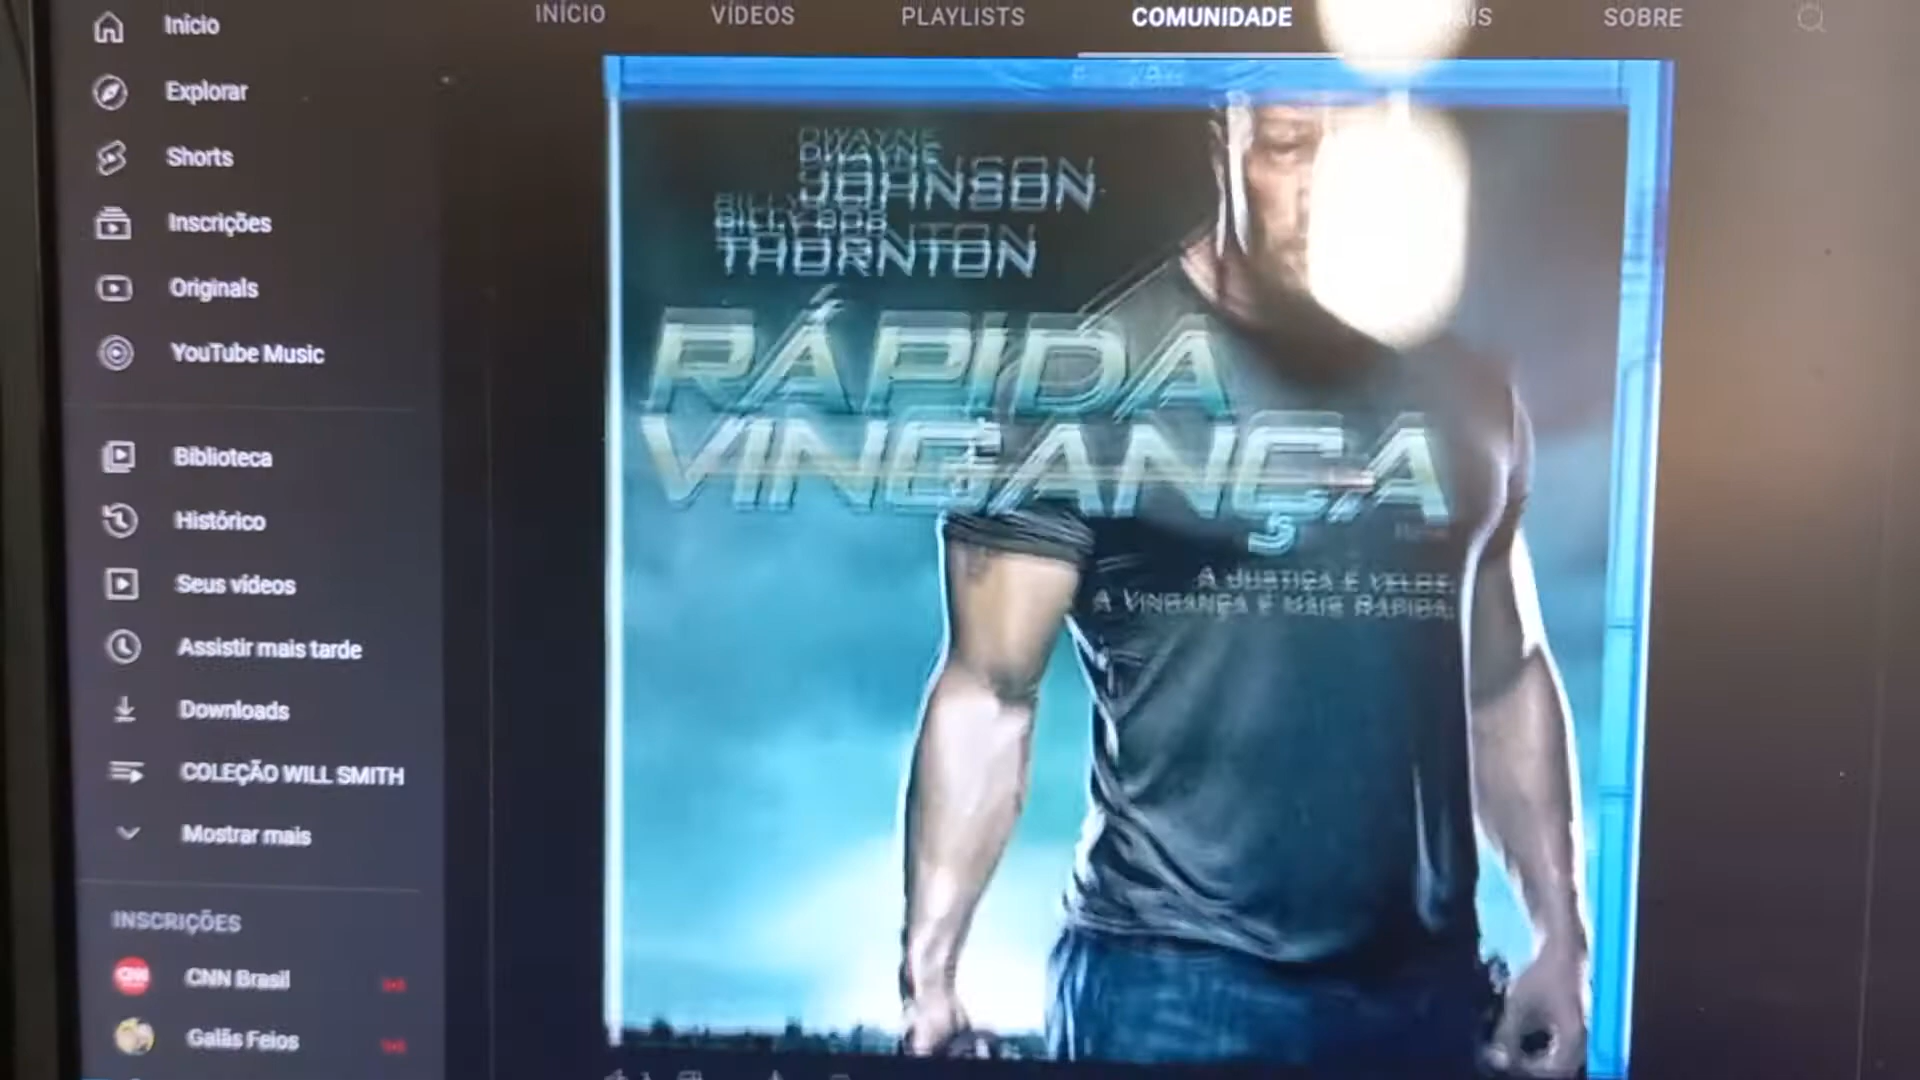 INÍCIO
VÍDEOS
PLAYLISTS
COMUNIDADE
SOBRE
Início
Explorar
Shorts
Inscrições
Originals
YouTube Music
Biblioteca
Histórico
Seus vídeos
Assistir mais tarde
Downloads
COLEÇÃO WILL SMITH
Mostrar mais
INSCRIÇÕES
CNN Brasil
Galãs Feios
DWAYNE
JOHNSON
BILLY BOB
THORNTON
RÁPIDA
VINGANÇA
A JUSTIÇA É VELOZ.
A VINGANÇA É MAIS RÁPIDA.